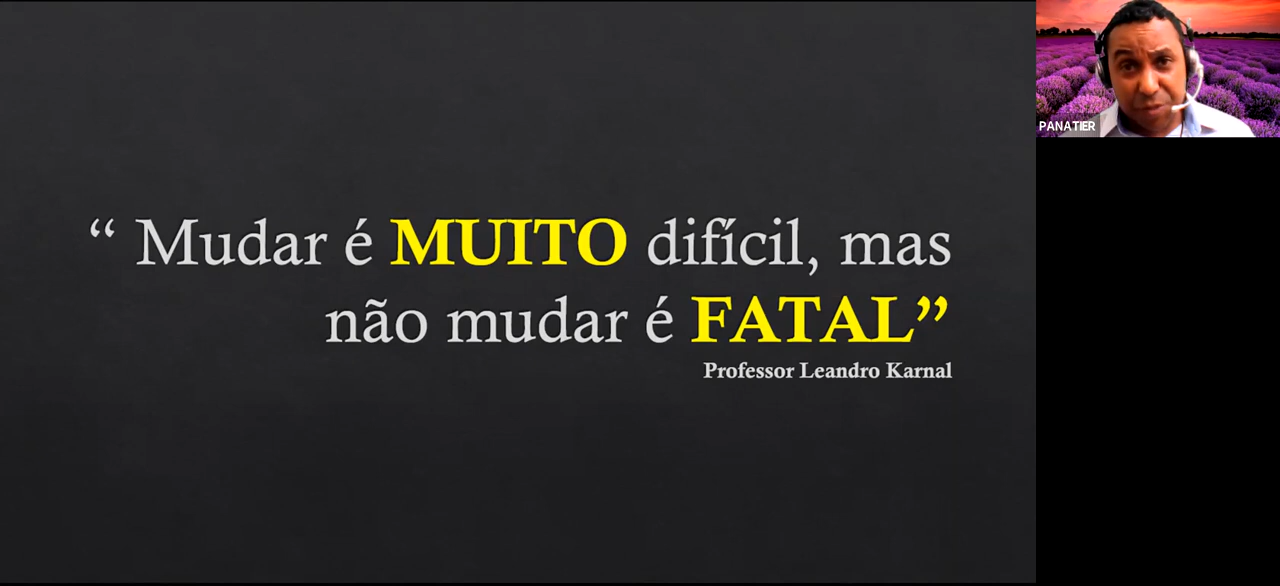 “ Mudar é MUITO difícil, mas
não mudar é FATAL”
Professor Leandro Karnal
PANATIER